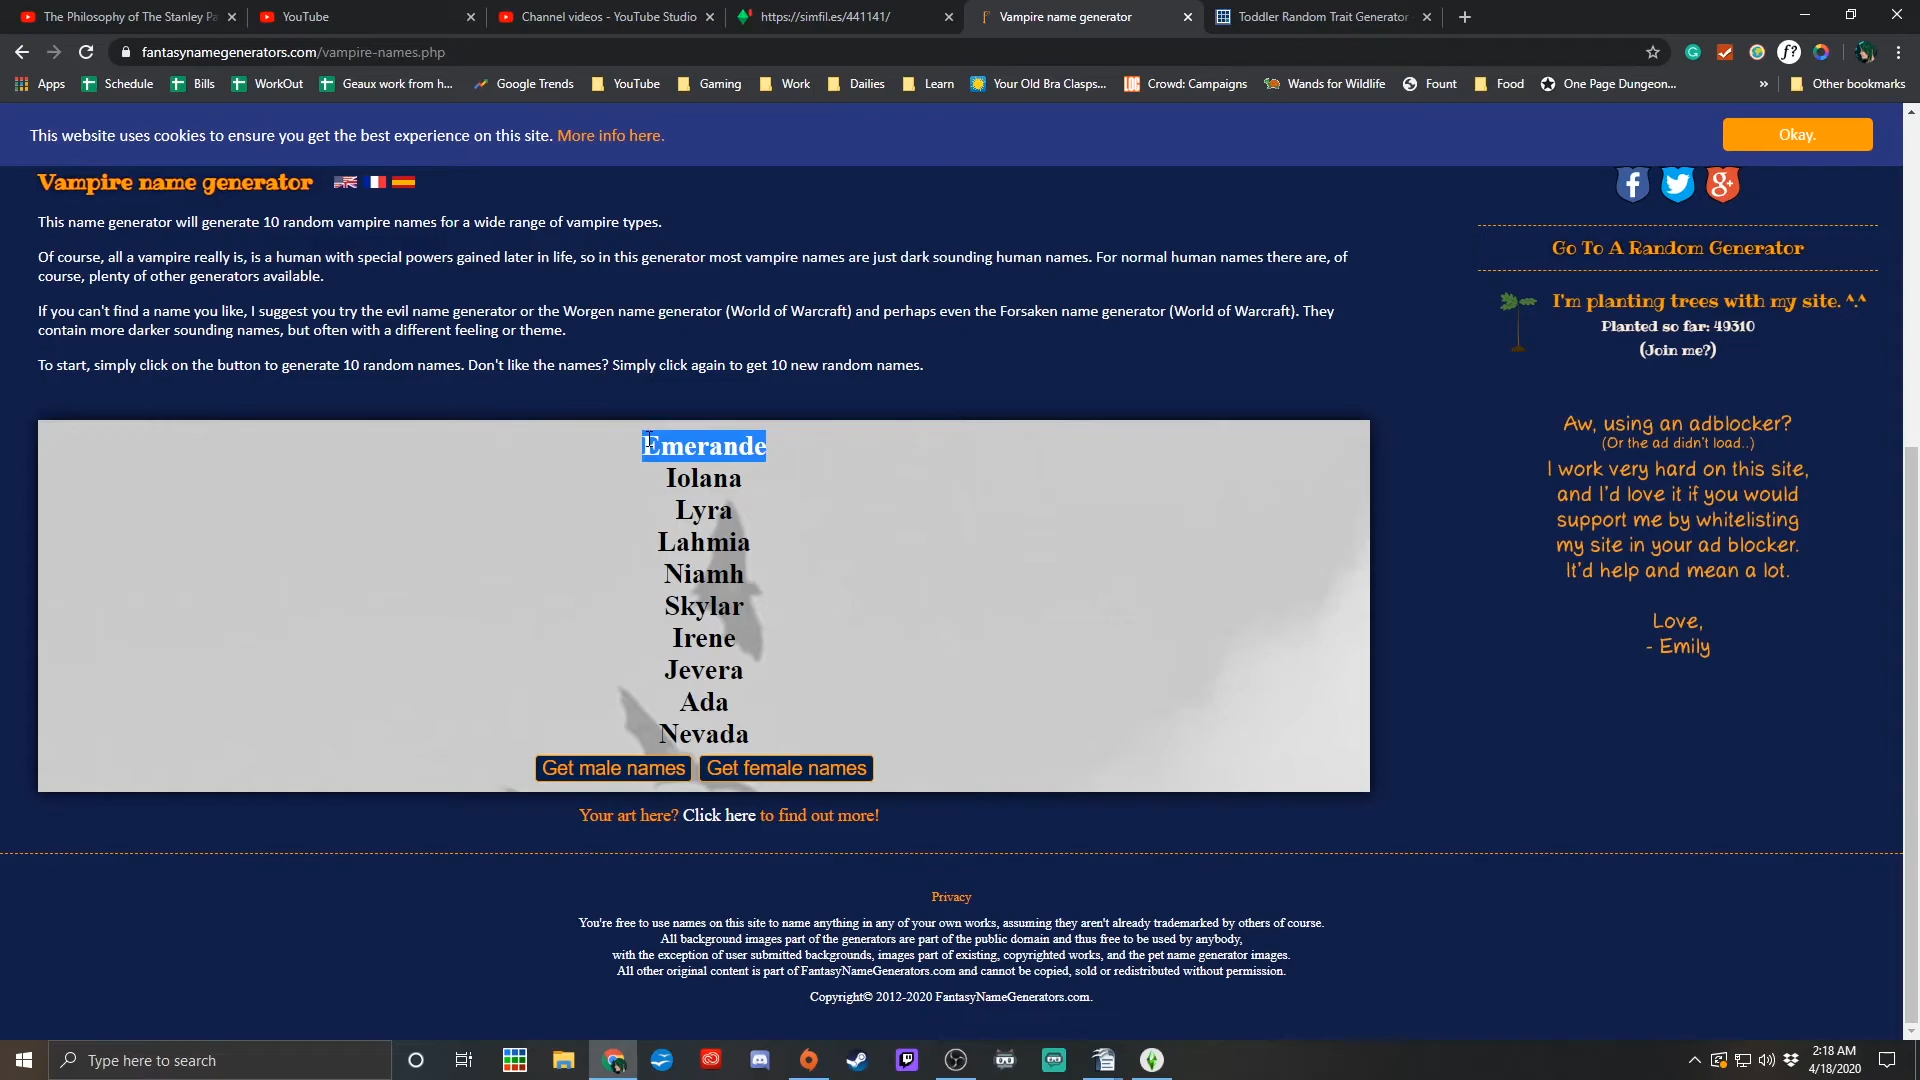 The Philosophy of The Stanley Pa
YouTube
Channel videos - YouTube Studio
https://simfil.es/441141/
Vampire name generator
Toddler Random Trait Generator
fantasynamegenerators.com/vampire-names.php
Apps
Schedule
Bills
WorkOut
Geaux work from h...
Google Trends
YouTube
Gaming
Work
Dailies
Learn
Your Old Bra Clasps...
Crowd: Campaigns
Wands for Wildlife
Fount
Food
One Page Dungeon...
»
Other bookmarks
This website uses cookies to ensure you get the best experience on this site. More info here.
Okay.
Vampire name generator
This name generator will generate 10 random vampire names for a wide range of vampire types.
Of course, all a vampire really is, is a human with special powers gained later in life, so in this generator most vampire names are just dark sounding human names. For normal human names there are, of
course, plenty of other generators available.
If you can't find a name you like, I suggest you try the evil name generator or the Worgen name generator (World of Warcraft) and perhaps even the Forsaken name generator (World of Warcraft). They
contain more darker sounding names, but often with a different feeling or theme.
To start, simply click on the button to generate 10 random names. Don't like the names? Simply click again to get 10 new random names.
Emerande
Iolana
Lyra
Lahmia
Niamh
Skylar
Irene
Jevera
Ada
Nevada
Get male names
Get female names
Your art here? Click here to find out more!
Go To A Random Generator
I'm planting trees with my site. ^.^
Planted so far: 49310
(Join me?)
Aw, using an adblocker?
(Or the ad didn't load..)
I work very hard on this site,
and I'd love it if you would
support me by whitelisting
my site in your ad blocker.
It'd help and mean a lot.
Love,
- Emily
Privacy
You're free to use names on this site to name anything in any of your own works, assuming they aren't already trademarked by others of course.
All background images part of the generators are part of the public domain and thus free to be used by anybody,
with the exception of user submitted backgrounds, images part of existing, copyrighted works, and the pet name generator images.
All other original content is part of FantasyNameGenerators.com and cannot be copied, sold or redistributed without permission.
Copyright© 2012-2020 FantasyNameGenerators.com.
Type here to search
2:18 AM
4/18/2020